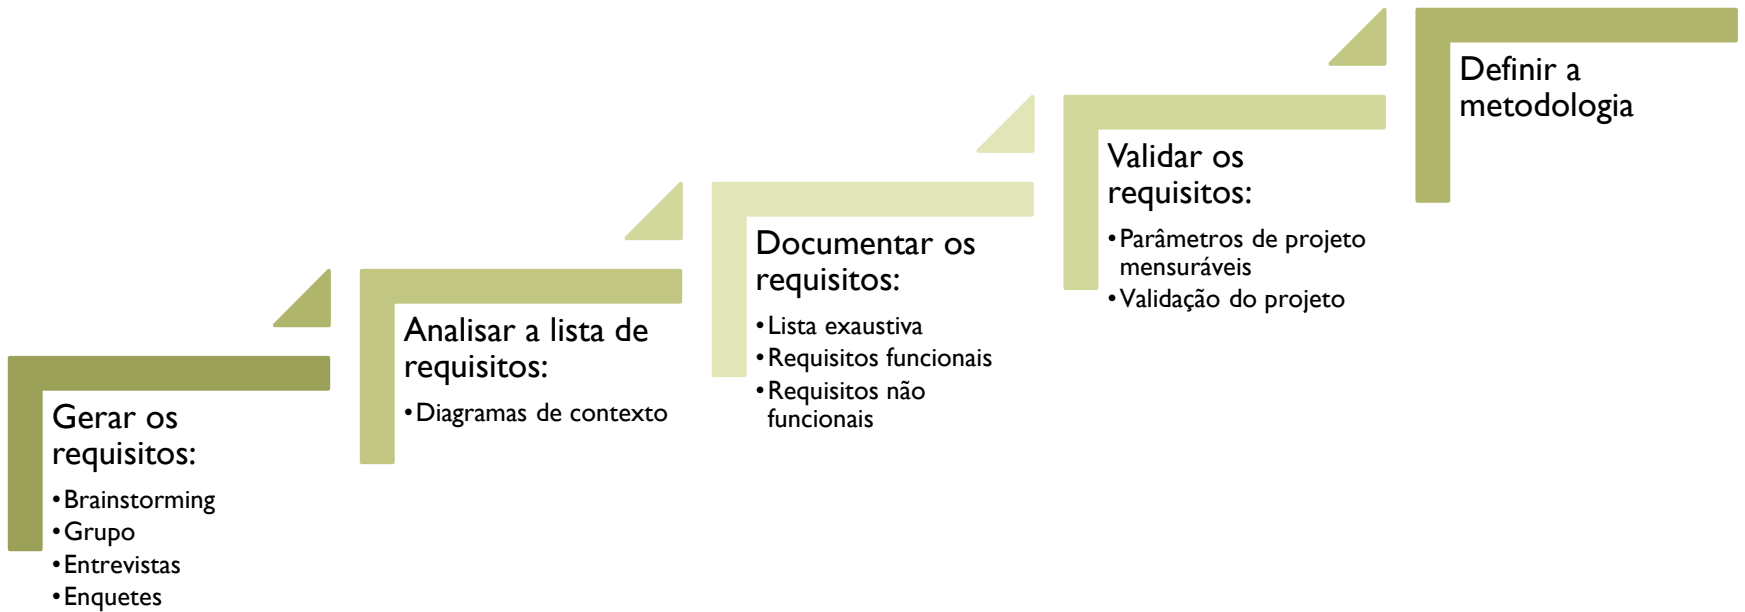 Gerar os
requisitos:
•Brainstorming
•Grupo
•Entrevistas
•Enquetes
Analisar a lista de
requisitos:
•Diagramas de contexto
Documentar os
requisitos:
•Lista exaustiva
•Requisitos funcionais
•Requisitos não
funcionais
Validar os
requisitos:
•Parâmetros de projeto
mensuráveis
•Validação do projeto
Definir a
metodologia